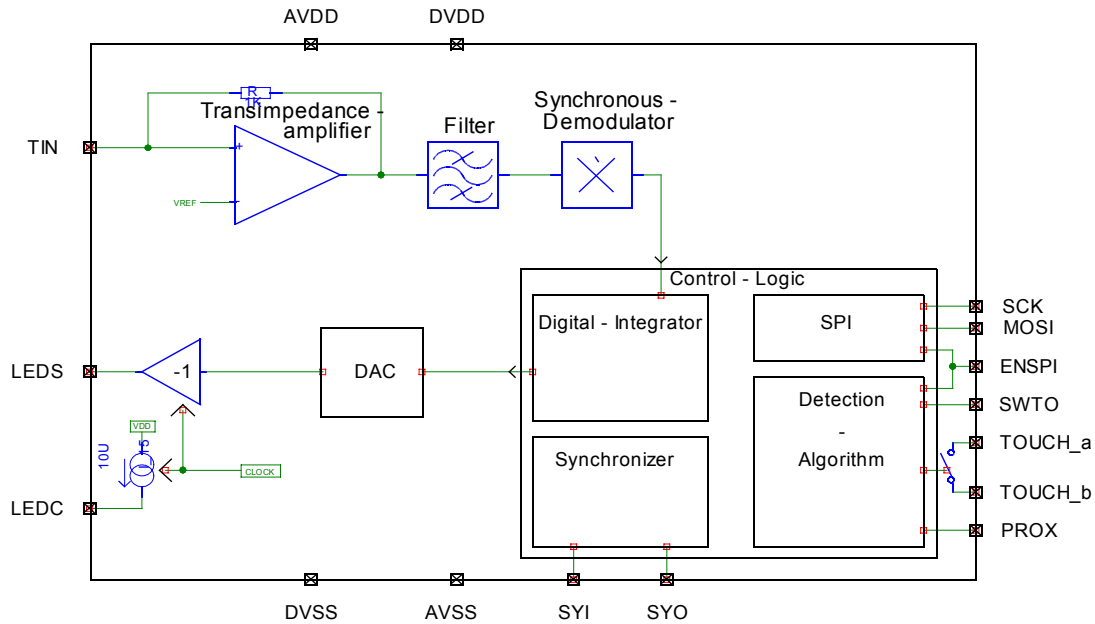 AVDD
DVDD
R
1K
Transimpedance -
amplifier
Filter
Synchronous -
Demodulator
TIN
VREF
Control - Logic
Digital - Integrator
SPI
SCK
MOSI
ENSPI
LEDS
-1
DAC
Detection
-
Algorithm
SWTO
TOUCH_a
VDD
I5
10U
CLOCK
Synchronizer
TOUCH_b
LEDC
PROX
DVSS
AVSS
SYI
SYO